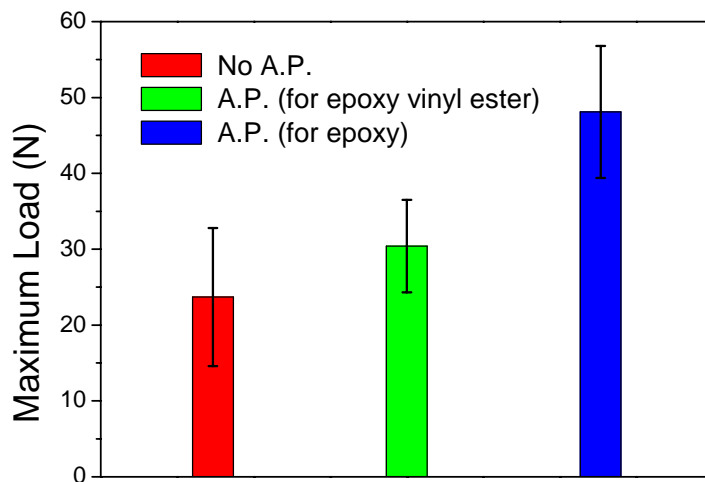 60
50
40
30
20
10
0
Maximum Load (N)
No A.P.
A.P. (for epoxy vinyl ester)
A.P. (for epoxy)